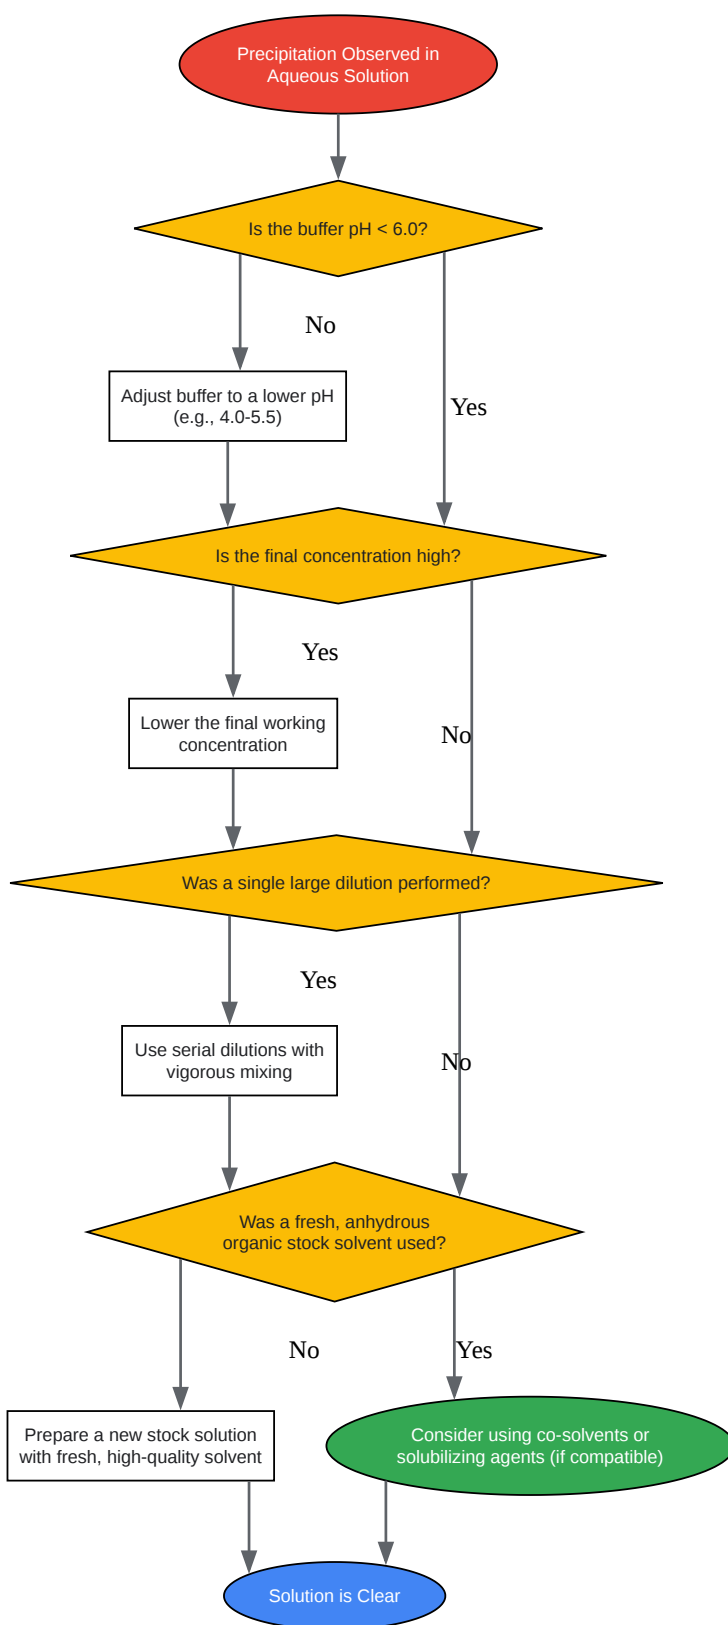 Precipitation Observed in
Aqueous Solution
Is the buffer pH < 6.0?
No
Adjust buffer to a lower pH
(e.g., 4.0-5.5)
Yes
Is the final concentration high?
Yes
Lower the final working
concentration
No
Was a single large dilution performed?
Yes
Use serial dilutions with
vigorous mixing
No
Was a fresh, anhydrous
organic stock solvent used?
No
Yes
Prepare a new stock solution
with fresh, high-quality solvent
Consider using co-solvents or
solubilizing agents (if compatible)
Solution is Clear